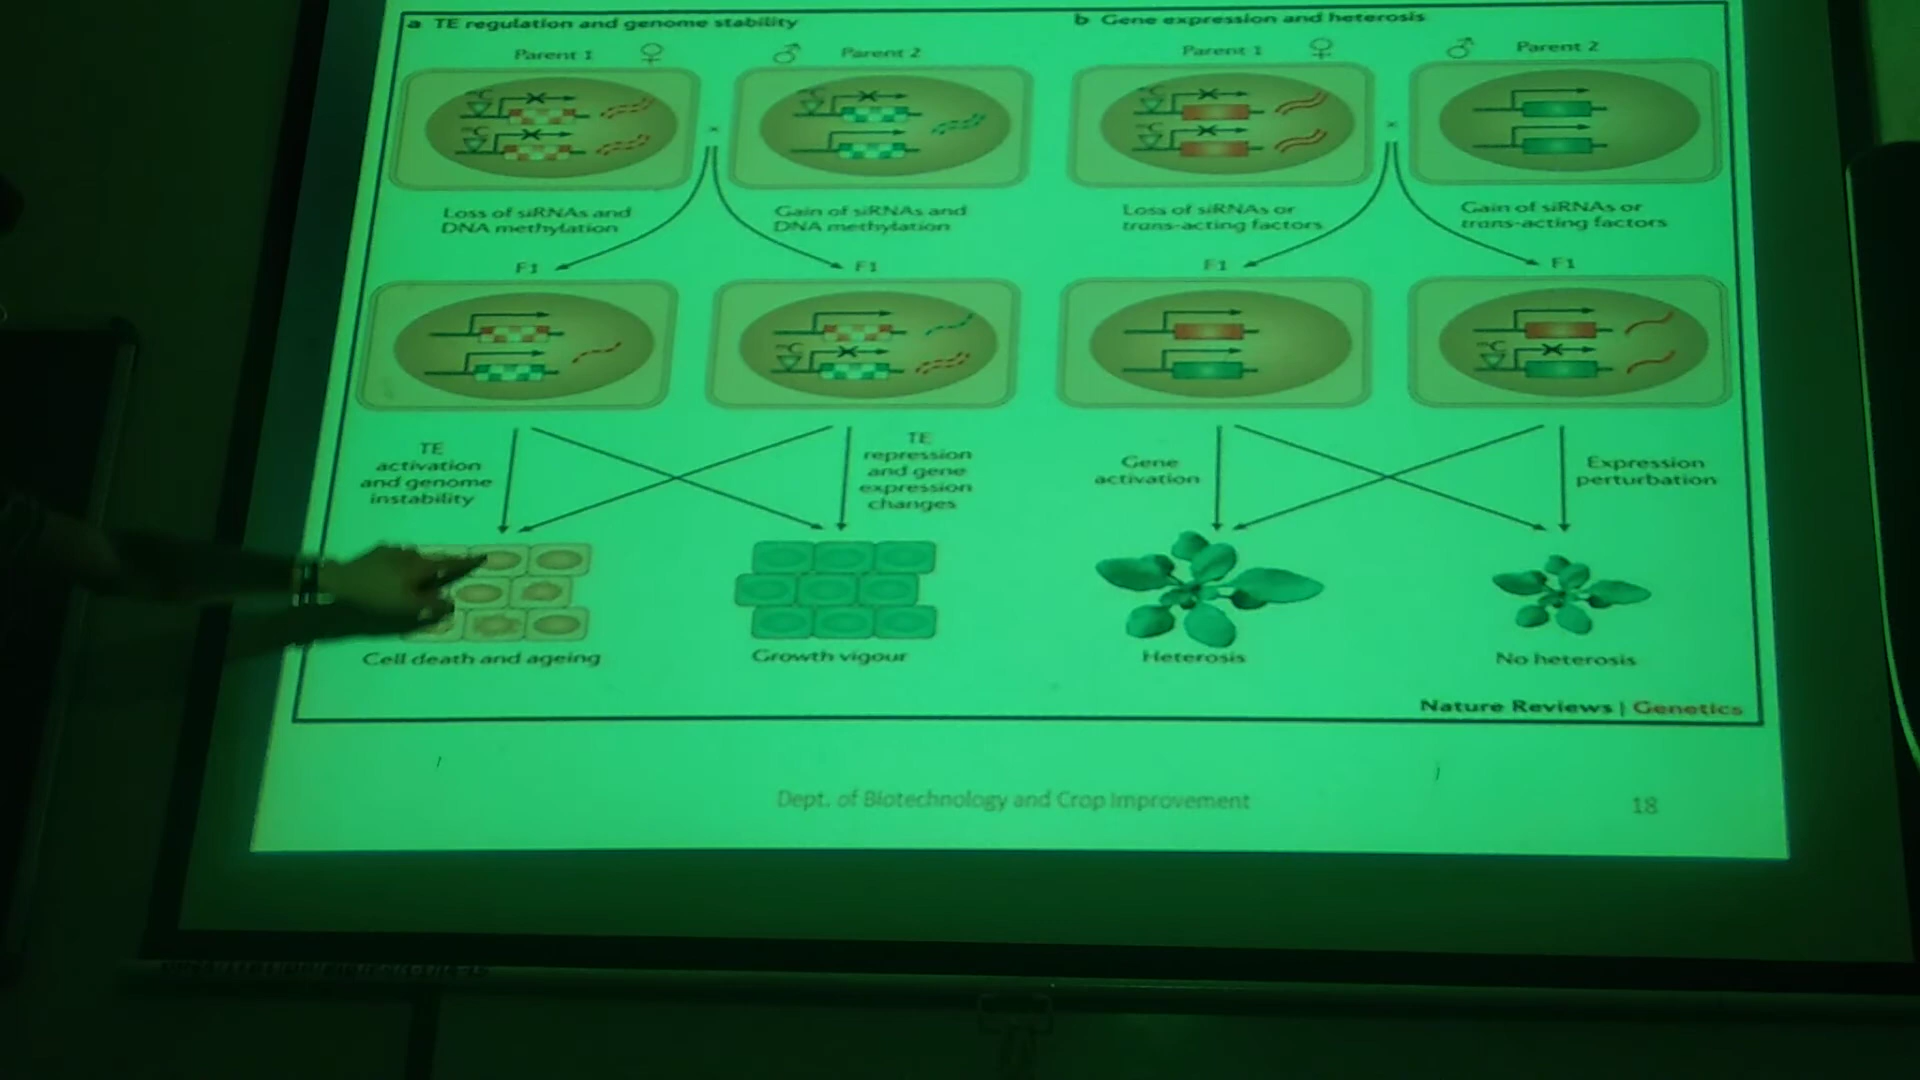 a TE regulation and genome stability
Parent 1 ♀
♂ Parent 2
Loss of siRNAs and
DNA methylation
Gain of siRNAs and
DNA methylation
F1
F1
TE
activation
and genome
instability
TE
repression
and gene
expression
changes
Cell death and ageing
Growth vigour
b Gene expression and heterosis
Parent 1 ♀
♂ Parent 2
Loss of siRNAs or
trans-acting factors
Gain of siRNAs or
trans-acting factors
F1
F1
Gene
activation
Expression
perturbation
Heterosis
No heterosis
Nature Reviews | Genetics
Dept. of Biotechnology and Crop Improvement
18